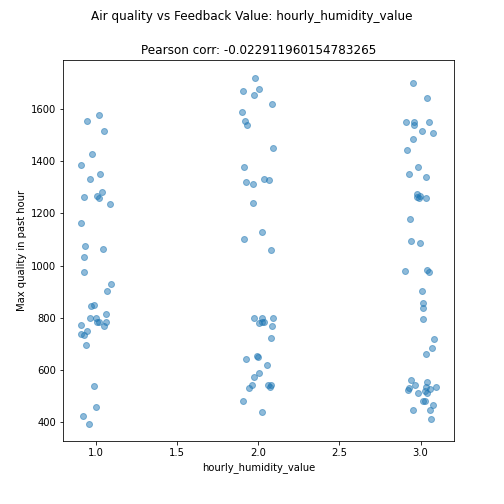 Air quality vs Feedback Value: hourly_humidity_value
Pearson corr: -0.022911960154783265
1600
1400
1200
1000
800
600
400
Max quality in past hour
1.0 1.5 2.0 2.5 3.0
hourly_humidity_value